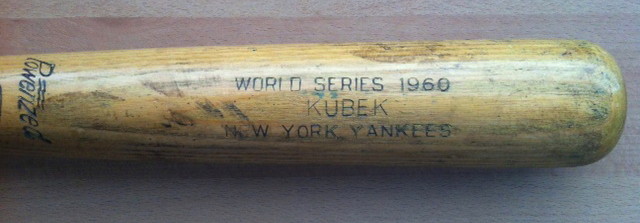 Powerized
WORLD SERIES 1960
KUBEK
NEW YORK YANKEES